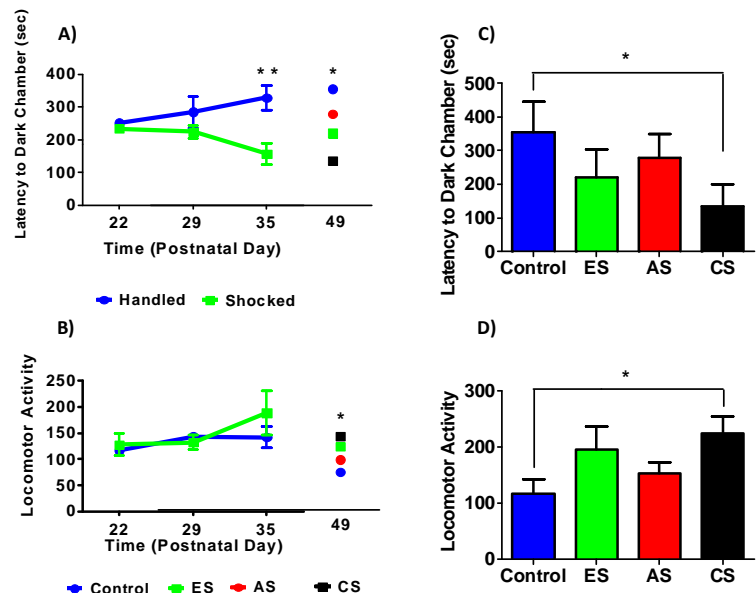 A)
Latency to Dark Chamber (sec)
400
300
200
100
0
* *
*
22 29 35 49
Time (Postnatal Day)
Handled Shocked
B)
Locomotor Activity
250
200
150
100
50
0
*
22 29 35 49
Time (Postnatal Day)
Control ES AS CS
C)
Latency to Dark Chamber (sec)
500
400
300
200
100
0
*
Control ES AS CS
D)
Locomotor Activity
300
200
100
0
*
Control ES AS CS